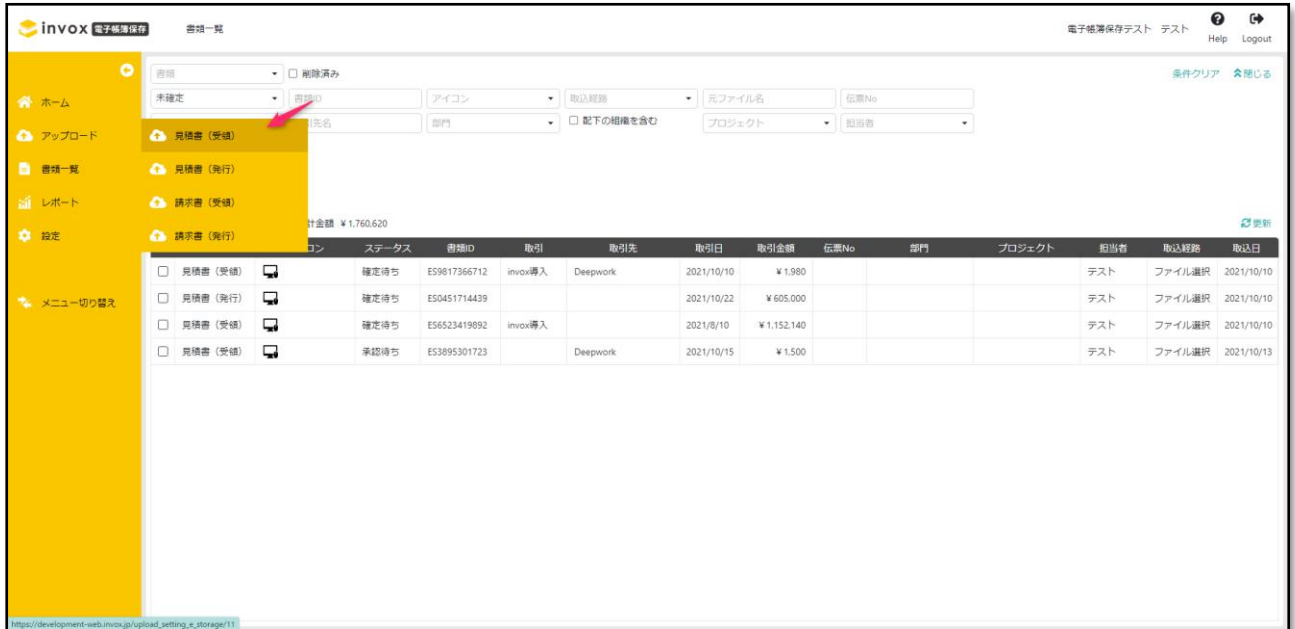 invox 電子帳簿保存 書類一覧 電子帳簿保存テスト テスト Help Logout
書類 削除済み 条件クリア 閉じる
ホーム 未確定 書類ID アイコン 取込経路 元ファイル名 伝票No
引先名 部門 配下の組織を含む プロジェクト 担当者
アップロード 見積書（受領）
書類一覧 見積書（発行）
レポート 請求書（受領）
計金額 ￥1,760,620 更新
設定 請求書（発行）
コン ステータス 書類ID 取引 取引先 取引日 取引金額 伝票No 部門 プロジェクト 担当者 取込経路 取込日
見積書（受領） 確定待ち ES9817366712 invox導入 Deepwork 2021/10/10 ￥1,980 テスト ファイル選択 2021/10/10
メニュー切り替え 見積書（発行） 確定待ち ES0451714439 2021/10/22 ￥605,000 テスト ファイル選択 2021/10/10
見積書（受領） 確定待ち ES6523419892 invox導入 2021/8/10 ￥1,152,140 テスト ファイル選択 2021/10/10
見積書（受領） 承認待ち ES3895301723 Deepwork 2021/10/15 ￥1,500 テスト ファイル選択 2021/10/13
https://development-web.invox.jp/upload_setting_e_storage/11